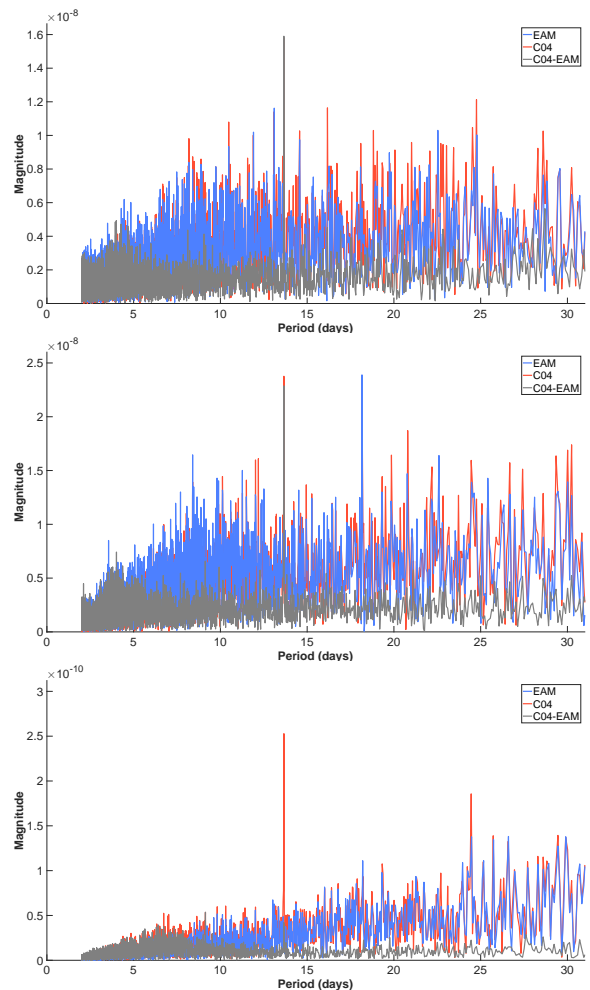 ×10⁻⁸
1.6
1.4
1.2
1
0.8
0.6
0.4
0.2
0
Magnitude
EAM
C04
C04-EAM
0 5 10 15 20 25 30
Period (days)
×10⁻⁸
2.5
2
1.5
1
0.5
0
Magnitude
EAM
C04
C04-EAM
0 5 10 15 20 25 30
Period (days)
×10⁻¹⁰
3
2.5
2
1.5
1
0.5
0
Magnitude
EAM
C04
C04-EAM
0 5 10 15 20 25 30
Period (days)